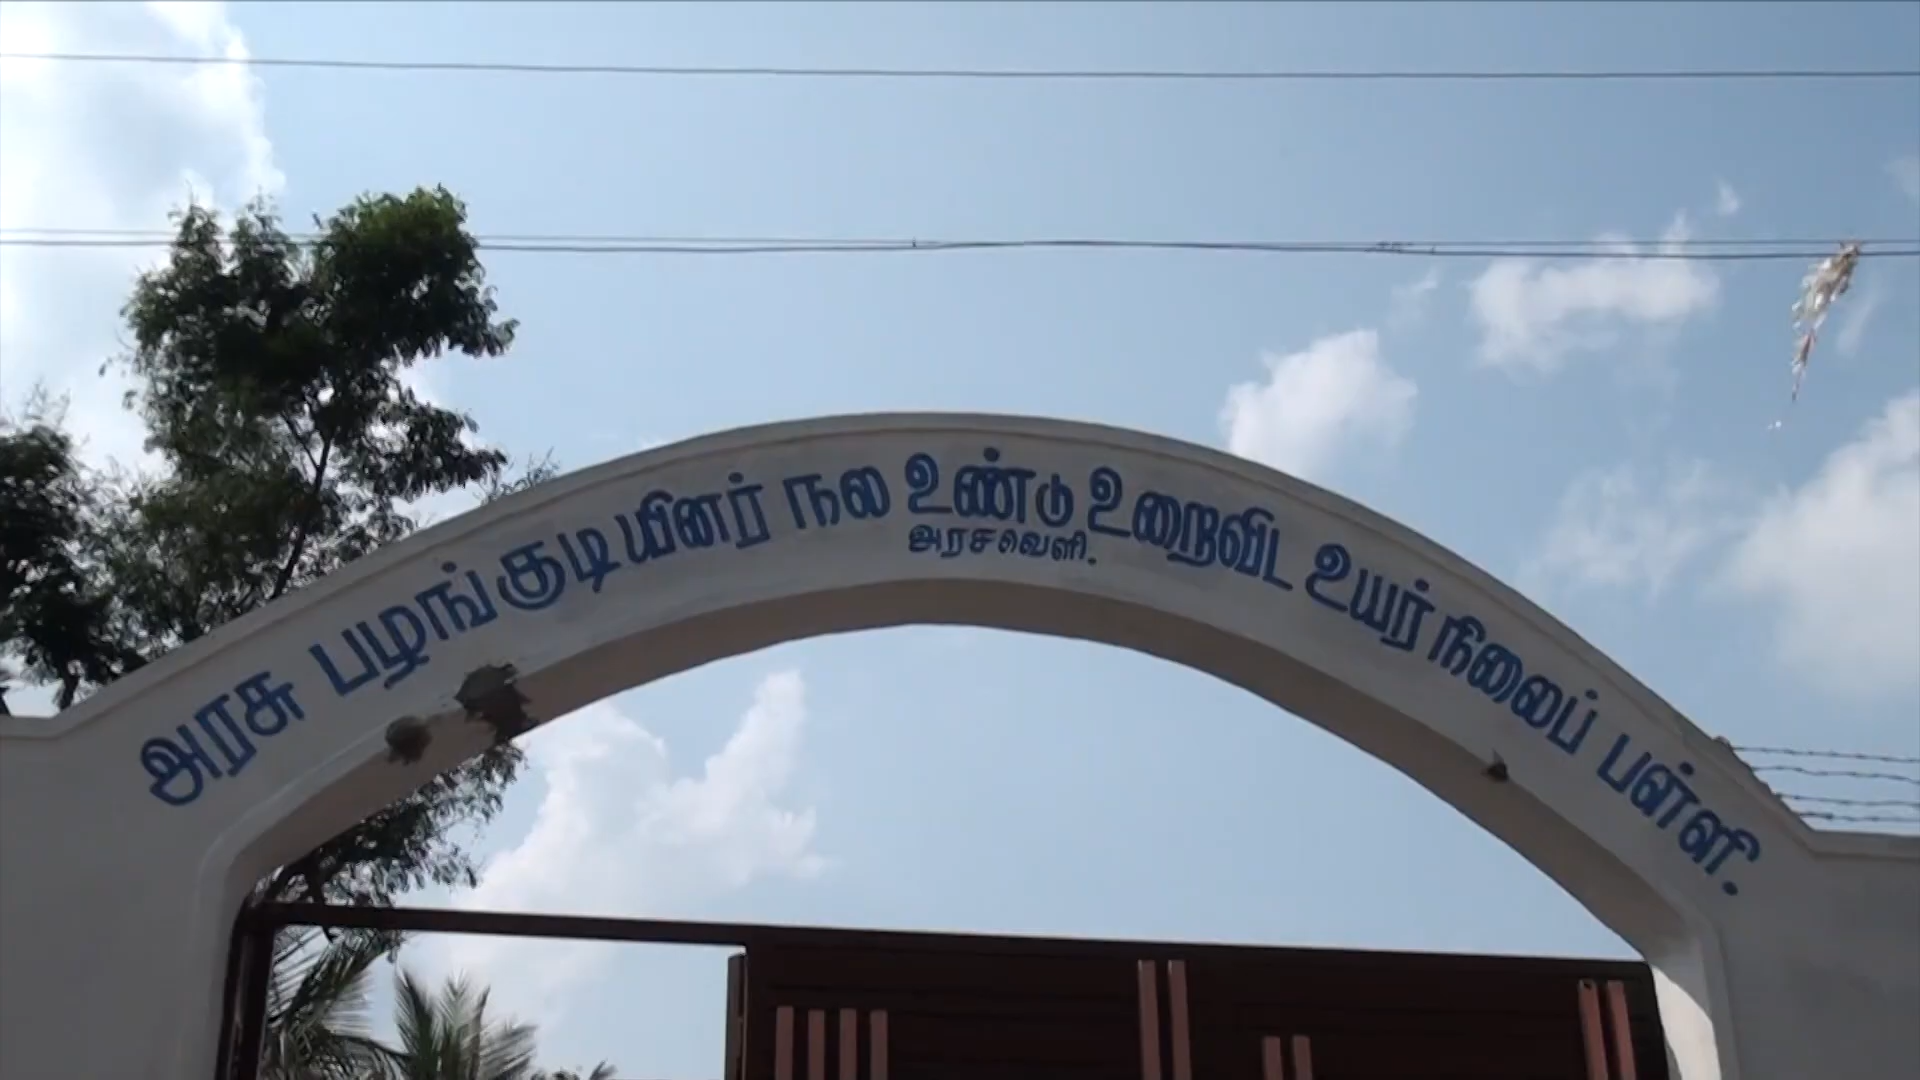 அரசு பழங்குடியினர் நல உண்டு உறைவிட உயர் நிலைப் பள்ளி.
அரசவெளி.